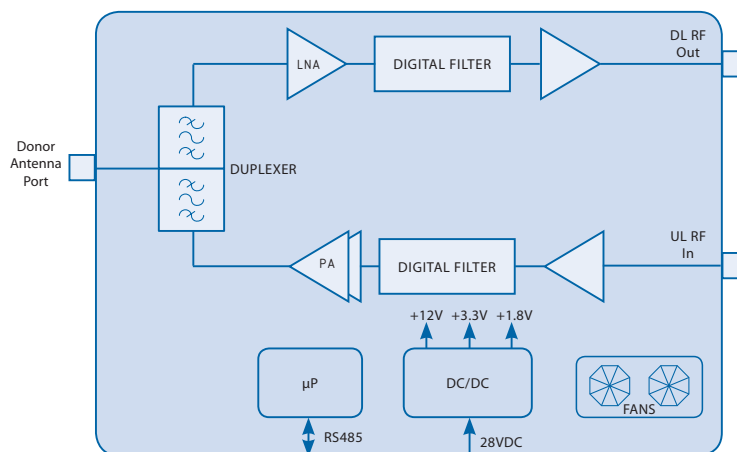 DL RF
Out
LNA
DIGITAL FILTER
Donor
Antenna
Port
DUPLEXER
UL RF
In
PA
DIGITAL FILTER
+12V
+3.3V
+1.8V
µP
DC/DC
FANS
RS485
28VDC